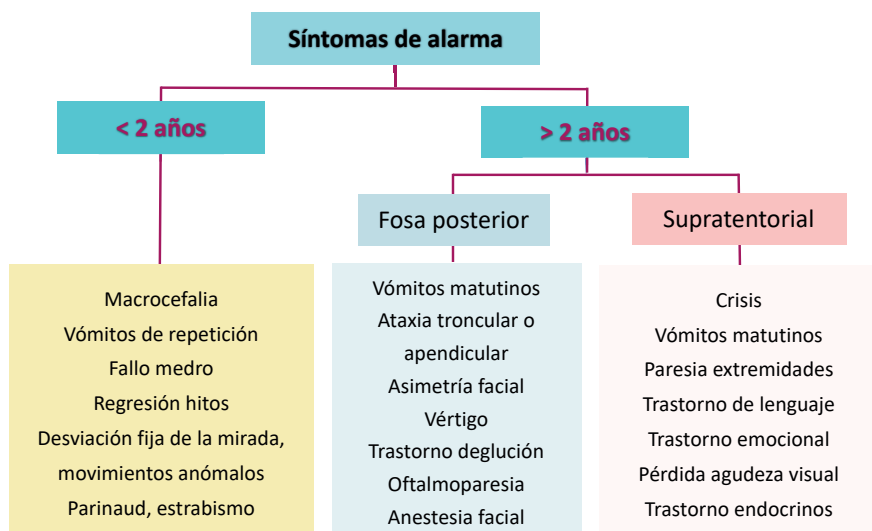 Síntomas de alarma
< 2 años
> 2 años
Fosa posterior
Supratentorial
Macrocefalia
Vómitos de repetición
Fallo medro
Regresión hitos
Desviación fija de la mirada,
movimientos anómalos
Parinaud, estrabismo
Vómitos matutinos
Ataxia troncular o
apendicular
Asimetría facial
Vértigo
Trastorno deglución
Oftalmoparesia
Anestesia facial
Crisis
Vómitos matutinos
Paresia extremidades
Trastorno de lenguaje
Trastorno emocional
Pérdida agudeza visual
Trastorno endocrinos